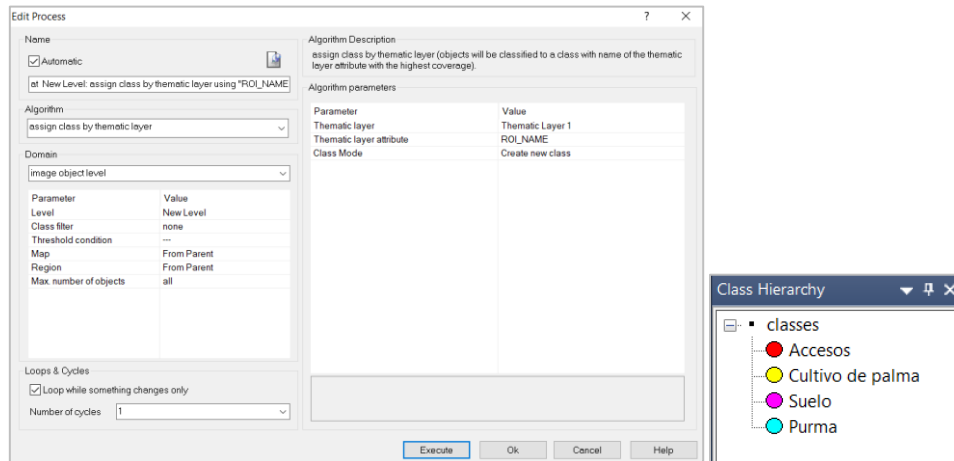 Edit Process ? ×
Name
Automatic
at New Level: assign class by thematic layer using "ROI_NAME
Algorithm
assign class by thematic layer
Domain
image object level
Parameter Value
Level New Level
Class filter none
Threshold condition ---
Map From Parent
Region From Parent
Max. number of objects all
Loops & Cycles
Loop while something changes only
Number of cycles 1
Algorithm Description
assign class by thematic layer (objects will be classified to a class with name of the thematic
layer attribute with the highest coverage).
Algorithm parameters
Parameter Value
Thematic layer Thematic Layer 1
Thematic layer attribute ROI_NAME
Class Mode Create new class
Execute Ok Cancel Help
Class Hierarchy
classes
Accesos
Cultivo de palma
Suelo
Purma